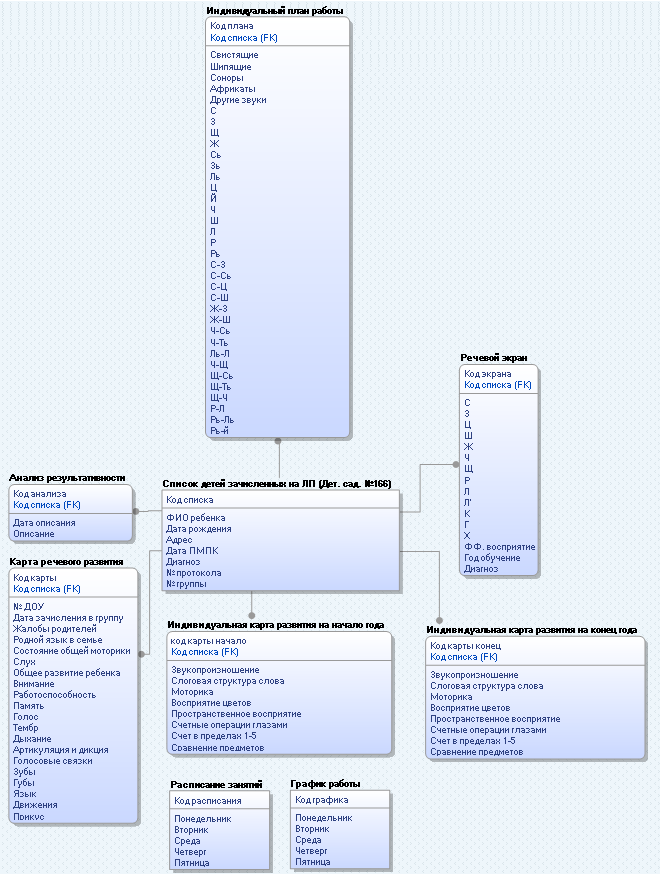 Индивидуальный план работы
Код плана
Код списка (FK)
Свистящие
Шипящие
Соноры
Африкаты
Другие звуки
С
З
Щ
Ж
Сь
Зь
Ль
Ц
Й
Ч
Ш
Л
Р
Рь
С-З
С-Сь
С-Ц
С-Ш
Ж-З
Ж-Ш
Ч-Сь
Ч-Ть
Ль-Л
Ч-Щ
Щ-Сь
Щ-Ть
Щ-Ч
Р-Л
Рь-Ль
Рь-й
Речевой экран
Код экрана
Код списка (FK)
С
З
Ц
Ш
Ж
Ч
Щ
Р
Л
Л'
К
Г
Х
ФФ. восприятие
Год обучение
Диагноз
Анализ результативности
Код анализа
Код списка (FK)
Дата описания
Описание
Список детей зачисленных на ЛП (Дет. сад. №166)
Код списка
ФИО ребенка
Дата рождения
Адрес
Дата ПМПК
Диагноз
№ протокола
№ группы
Карта речевого развития
Код карты
Код списка (FK)
№ ДОУ
Дата зачисления в группу
Жалобы родителей
Родной язык в семье
Состояние общей моторики
Слух
Общее развитие ребенка
Внимание
Работоспособность
Память
Голос
Тембр
Дыхание
Артикуляция и дикция
Голосовые связки
Зубы
Губы
Язык
Движения
Прикус
Индивидуальная карта развития на начало года
код карты начало
Код списка (FK)
Звукопроизношение
Слоговая структура слова
Моторика
Восприятие цветов
Пространственное восприятие
Счетные операции глазами
Счет в пределах 1-5
Сравнение предметов
Индивидуальная карта развития на конец года
Код карты конец
Код списка (FK)
Звукопроизношение
Слоговая структура слова
Моторика
Восприятие цветов
Пространственное восприятие
Счетные операции глазами
Счет в пределах 1-5
Сравнение предметов
Расписание занятий
Код расписания
Понедельник
Вторник
Среда
Четверг
Пятница
График работы
Код графика
Понедельник
Вторник
Среда
Четверг
Пятница